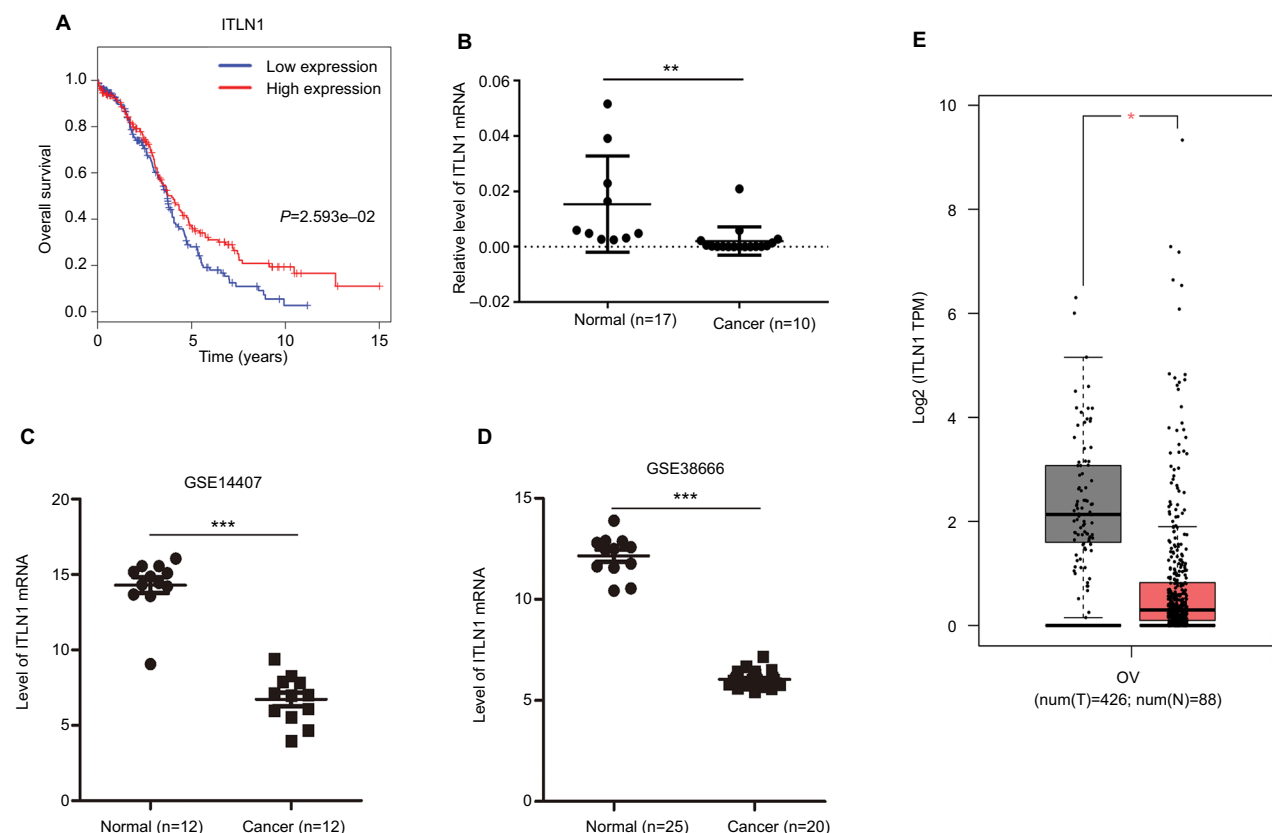 A
ITLN1
Low expression
High expression
1.0
0.8
0.6
0.4
0.2
0.0
Overall survival
P=2.593e–02
0
5
10
15
Time (years)
B
**
0.06
0.04
0.02
0.00
–0.02
Relative level of ITLN1 mRNA
Normal (n=17)
Cancer (n=10)
E
*
10
8
6
4
2
0
Log2 (ITLN1 TPM)
OV
(num(T)=426; num(N)=88)
C
GSE14407
***
20
15
10
5
0
Level of ITLN1 mRNA
Normal (n=12)
Cancer (n=12)
D
GSE38666
***
15
10
5
0
Level of ITLN1 mRNA
Normal (n=25)
Cancer (n=20)